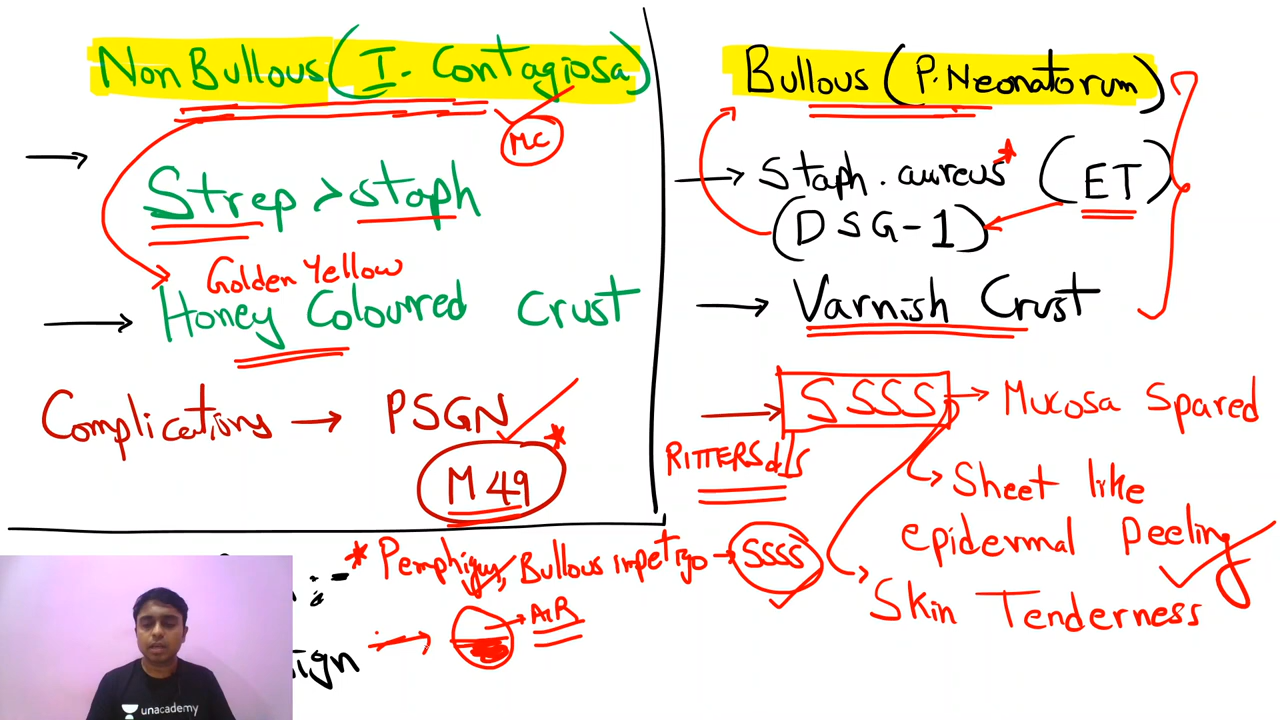 Non Bullous (I. Contagiosa)
MC
Strep > staph
Golden Yellow
Honey Coloured Crust
Complications → PSGN
M 49
Bullous (P. Neonatorum)
→ Staph. aureus* (ET)
(DSG-1)
→ Varnish Crust
→ SSSS → Mucosa Spared
RITTERS d/s
Sheet like
epidermal Peeling
Skin Tenderness
* Pemphigus, Bullous impetigo → SSSS
→ AIR
ign
unacademy